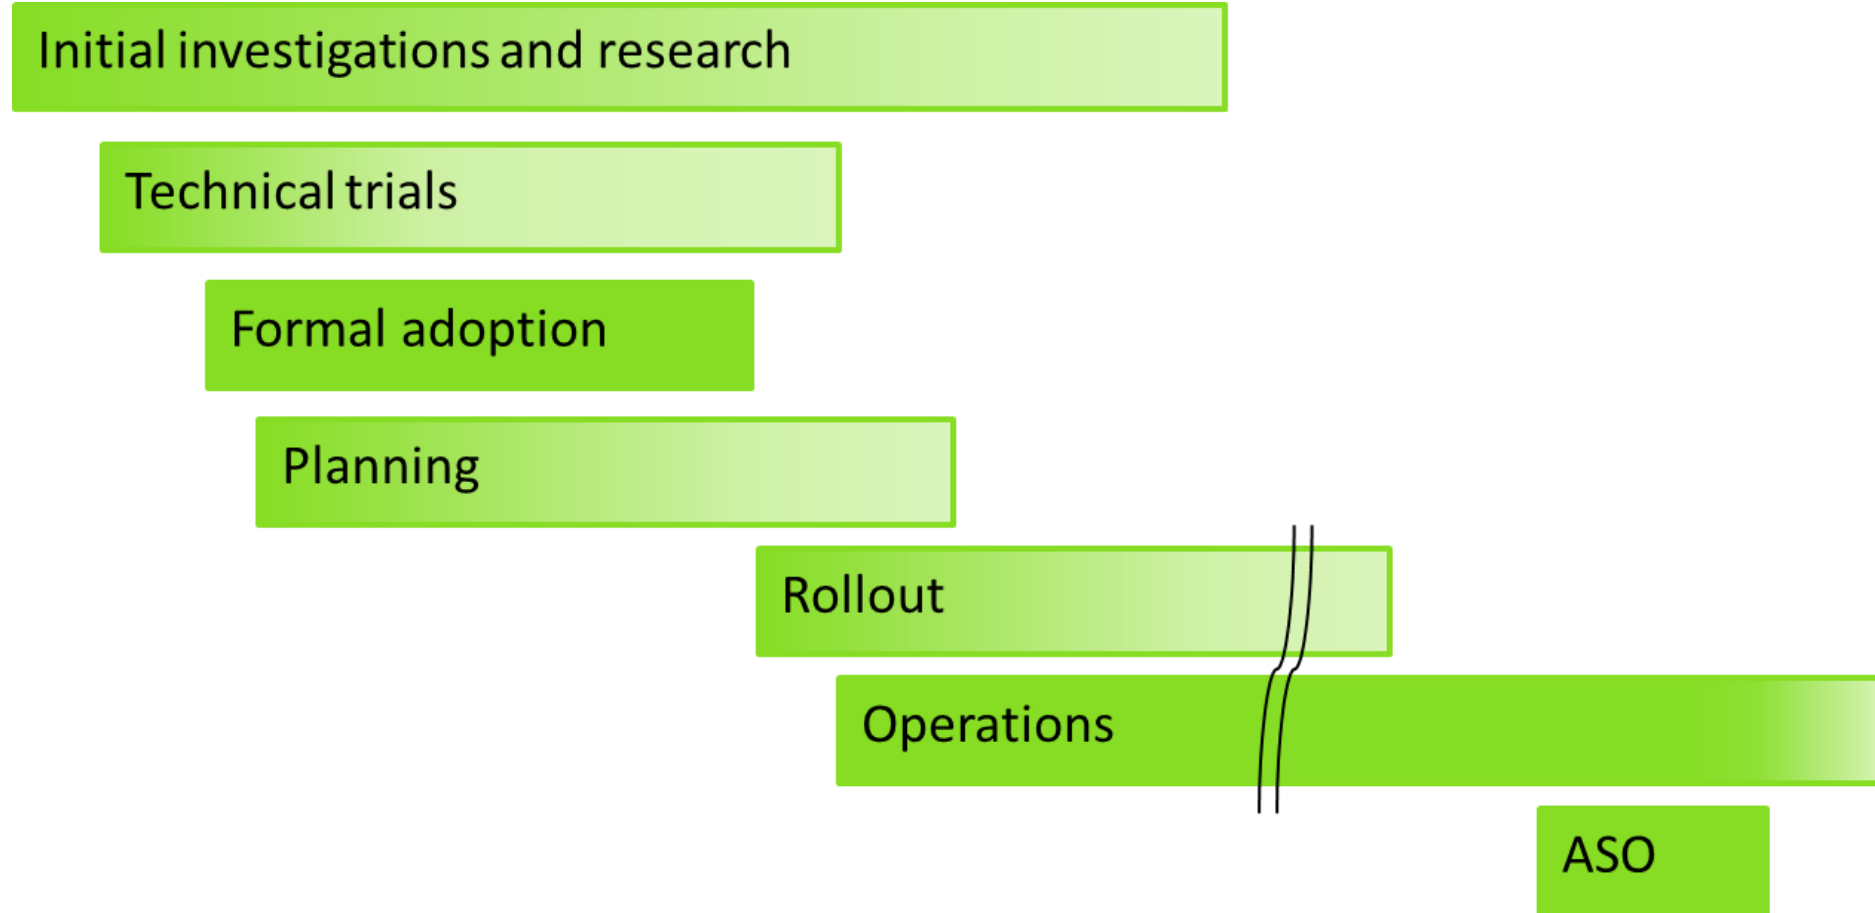 Initial investigations and research
Technical trials
Formal adoption
Planning
Rollout
Operations
ASO